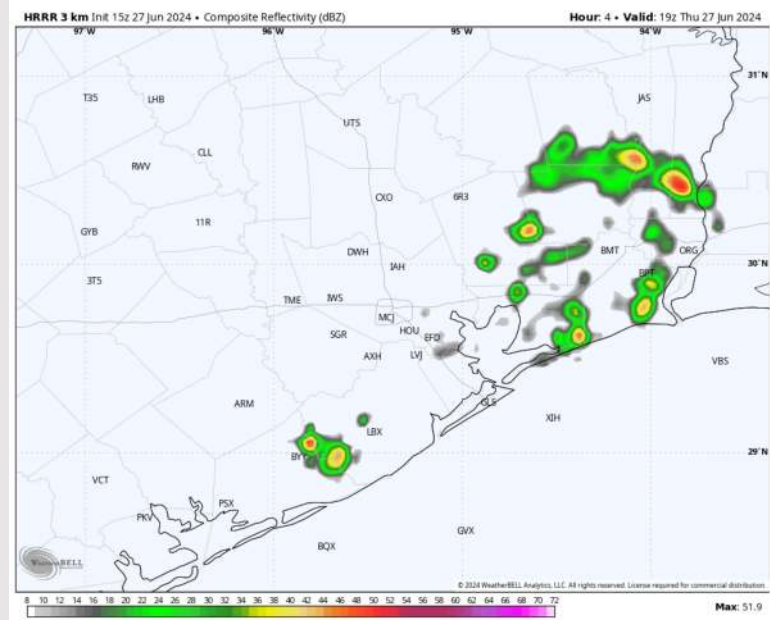 HRRR 3 km Init 15z 27 Jun 2024 • Composite Reflectivity (dBZ)
Hour: 4 • Valid: 19z Thu 27 Jun 2024
97°W 96°W 95°W 94°W
31°N
T35 LHB JAS
UTS
CLL
RWV
CXO 6R3
11R
GYB
DWH BMT ORG
IAH 30°N
3T5 BPT
TME IWS
MCJ
SGR HOU EFD
AXH LVJ VBS
ARM GLS
XIH
LBX
29°N
VCT
PSX
PKV GVX
BQX
WeatherBELL
© 2024 WeatherBELL Analytics, LLC. All rights reserved. License required for commercial distribution.
8 10 12 14 16 18 20 22 24 26 28 30 32 34 36 38 40 42 44 46 48 50 52 54 56 58 60 62 64 66 68 70 72
Max: 51.9